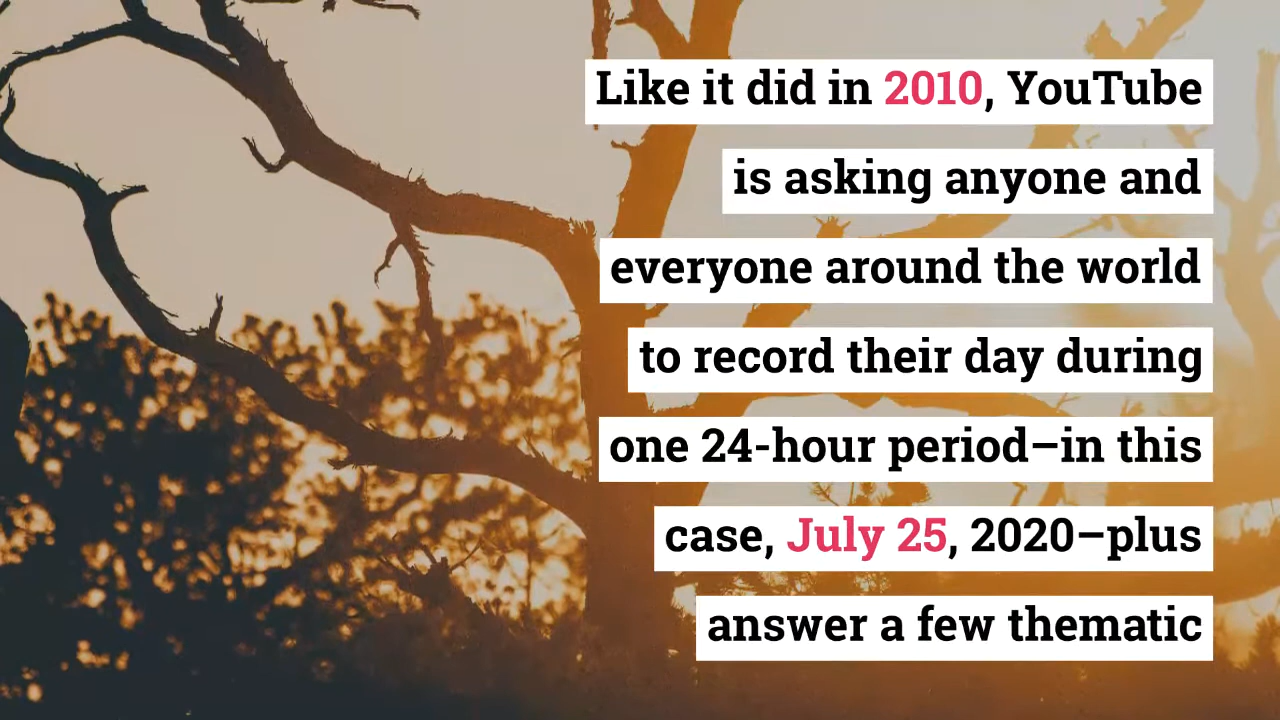 Like it did in 2010, YouTube
is asking anyone and
everyone around the world
to record their day during
one 24-hour period–in this
case, July 25, 2020–plus
answer a few thematic